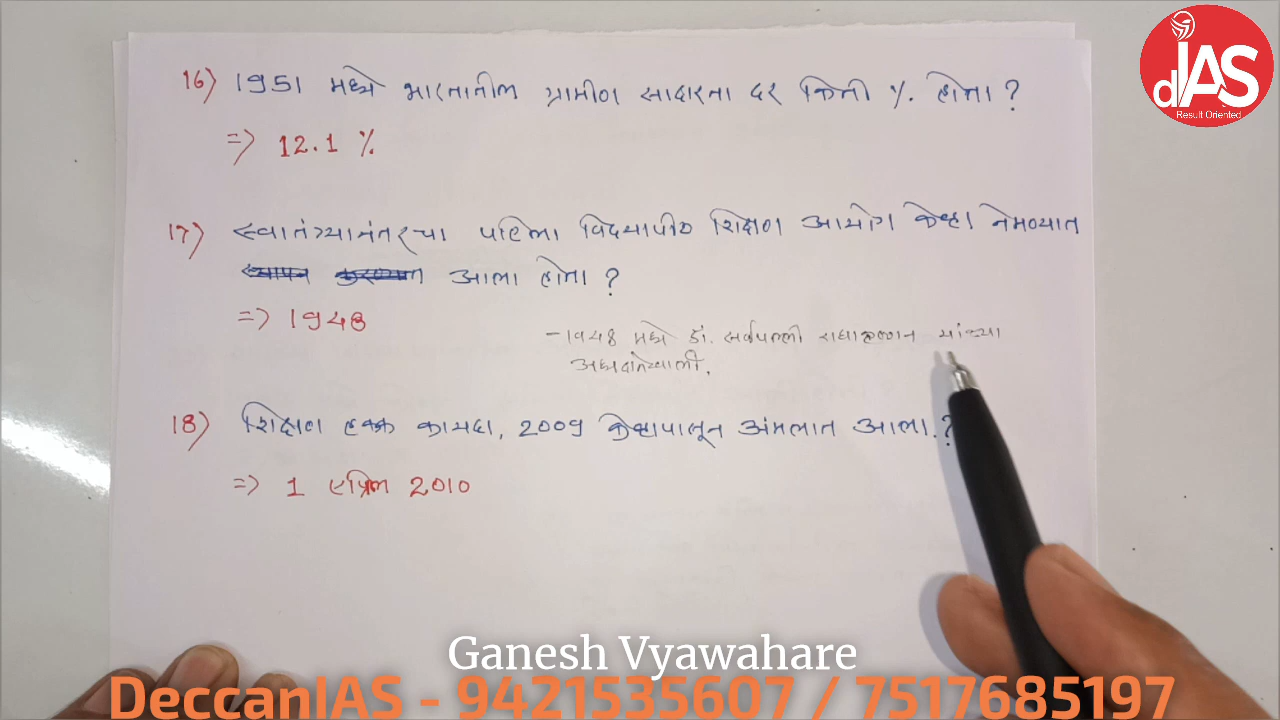 dIAS
Result Oriented
16) 1951 मध्ये भारतातील ग्रामीण साक्षरता दर किती %. होता ?
=> 12.1 %
17) स्वातंत्र्यानंतरचा पहिला विद्यापीठ शिक्षण आयोग केव्हा नेमण्यात
आला होता ?
=> 1948
- १९४८ मध्ये डॉ. सर्वपल्ली राधाकृष्णन यांच्या
अध्यक्षतेखाली.
18) शिक्षण हक्क कायदा, 2009 केव्हापासून अंमलात आला. ?
=> 1 एप्रिल 2010
Ganesh Vyawahare
DeccanIAS - 9421535607 / 7517685197